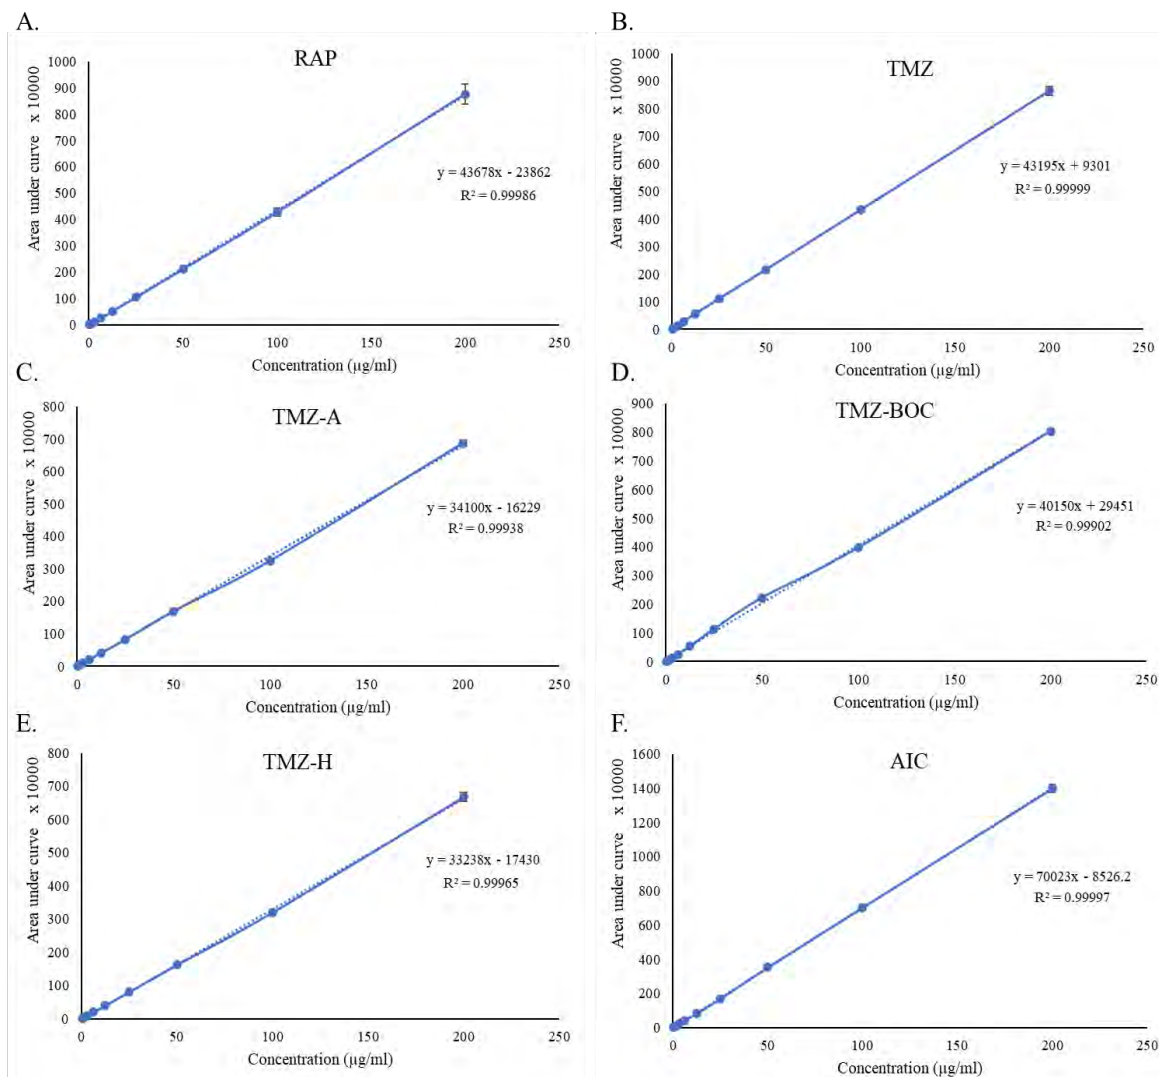 A.
RAP
Area under curve x 10000
1000
900
800
700
600
500
400
300
200
100
0
y = 43678x - 23862
R² = 0.99986
0 50 100 150 200 250
Concentration (µg/ml)
B.
TMZ
Area under curve x 10000
1000
900
800
700
600
500
400
300
200
100
0
y = 43195x + 9301
R² = 0.99999
0 50 100 150 200 250
Concentration (µg/ml)
C.
TMZ-A
Area under curve x 10000
800
700
600
500
400
300
200
100
0
y = 34100x - 16229
R² = 0.99938
0 50 100 150 200 250
Concentration (µg/ml)
D.
TMZ-BOC
Area under curve x 10000
900
800
700
600
500
400
300
200
100
0
y = 40150x + 29451
R² = 0.99902
0 50 100 150 200 250
Concentration (µg/ml)
E.
TMZ-H
Area under curve x 10000
800
700
600
500
400
300
200
100
0
y = 33238x - 17430
R² = 0.99965
0 50 100 150 200 250
Concentration (µg/ml)
F.
AIC
Area under curve x 10000
1600
1400
1200
1000
800
600
400
200
0
y = 70023x - 8526.2
R² = 0.99997
0 50 100 150 200 250
Concentration (µg/ml)